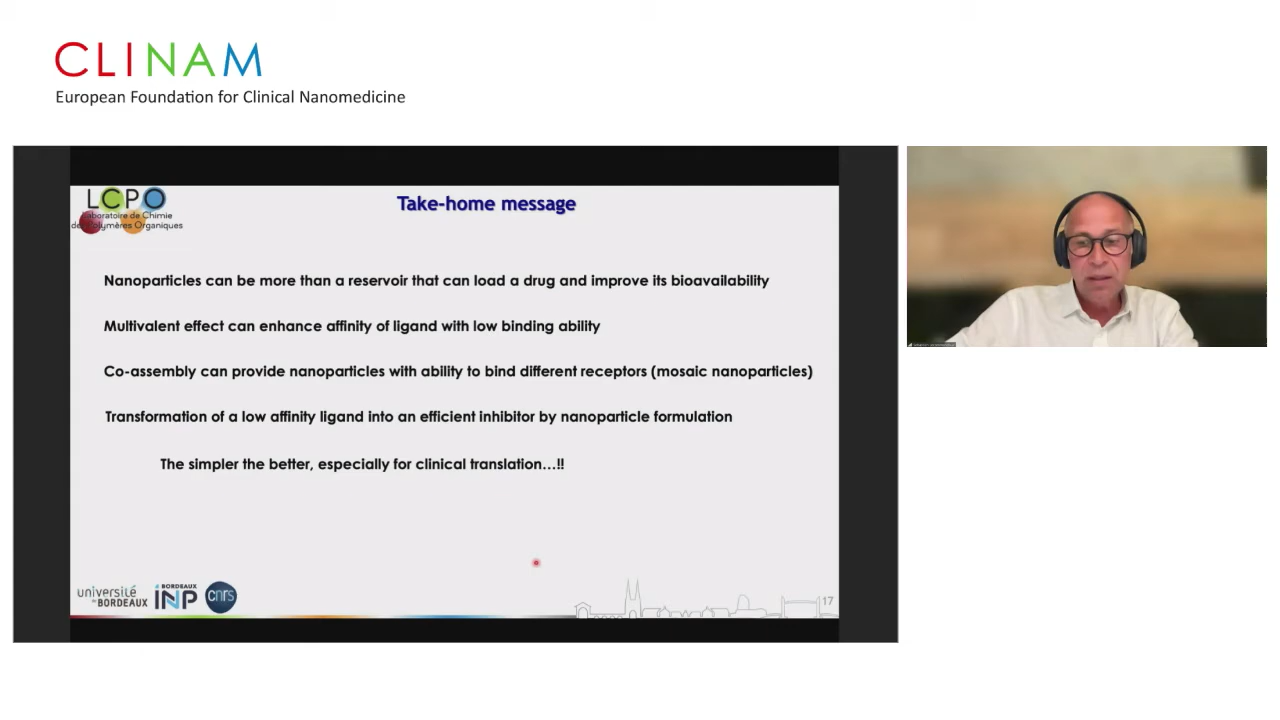 CLINAM
European Foundation for Clinical Nanomedicine
LCPO
Laboratoire de Chimie
des Polymères Organiques
Take-home message
Nanoparticles can be more than a reservoir that can load a drug and improve its bioavailability
Multivalent effect can enhance affinity of ligand with low binding ability
Co-assembly can provide nanoparticles with ability to bind different receptors (mosaic nanoparticles)
Transformation of a low affinity ligand into an efficient inhibitor by nanoparticle formulation
The simpler the better, especially for clinical translation...!!
université
de BORDEAUX
BORDEAUX
INP
cnrs
17